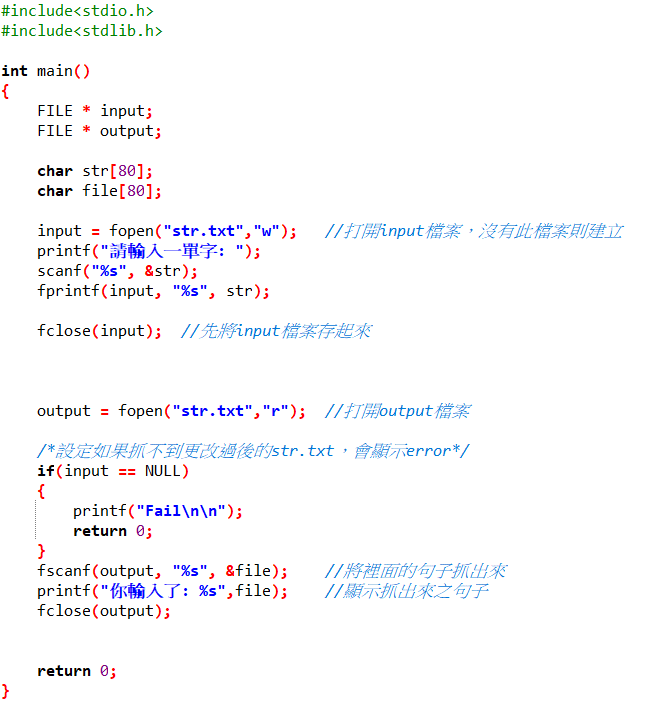 #include<stdio.h>
#include<stdlib.h>
int main()
{
FILE * input;
FILE * output;
char str[80];
char file[80];
input = fopen("str.txt","w"); //打開input檔案，沒有此檔案則建立
printf("請輸入一單字: ");
scanf("%s", &str);
fprintf(input, "%s", str);
fclose(input); //先將input檔案存起來
output = fopen("str.txt","r"); //打開output檔案
/*設定如果抓不到更改過後的str.txt，會顯示error*/
if(input == NULL)
{
printf("Fail\n\n");
return 0;
}
fscanf(output, "%s", &file); //將裡面的句子抓出來
printf("你輸入了: %s",file); //顯示抓出來之句子
fclose(output);
return 0;
}